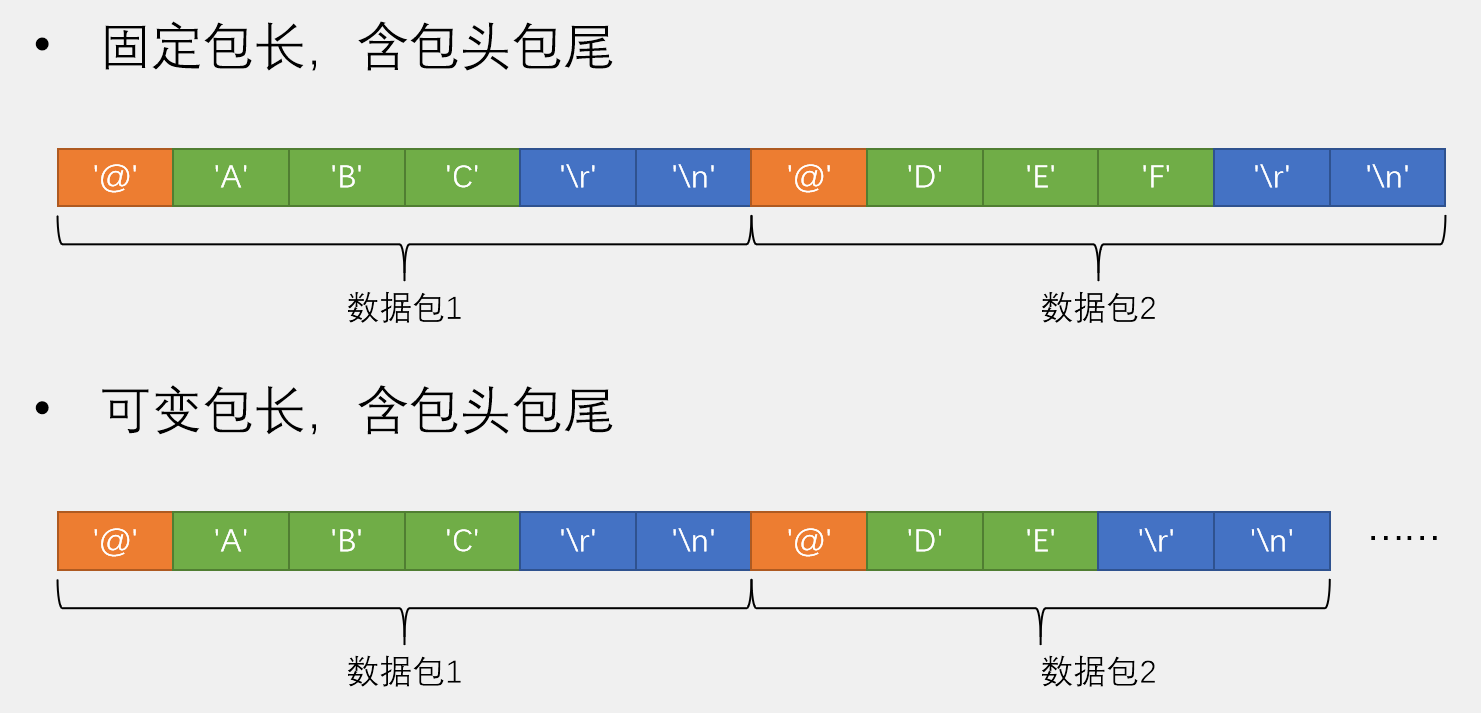 • 固定包长，含包头包尾
'@' 'A' 'B' 'C' '\r' '\n' '@' 'D' 'E' 'F' '\r' '\n'
数据包1 数据包2
• 可变包长，含包头包尾
'@' 'A' 'B' 'C' '\r' '\n' '@' 'D' 'E' '\r' '\n' ……
数据包1 数据包2